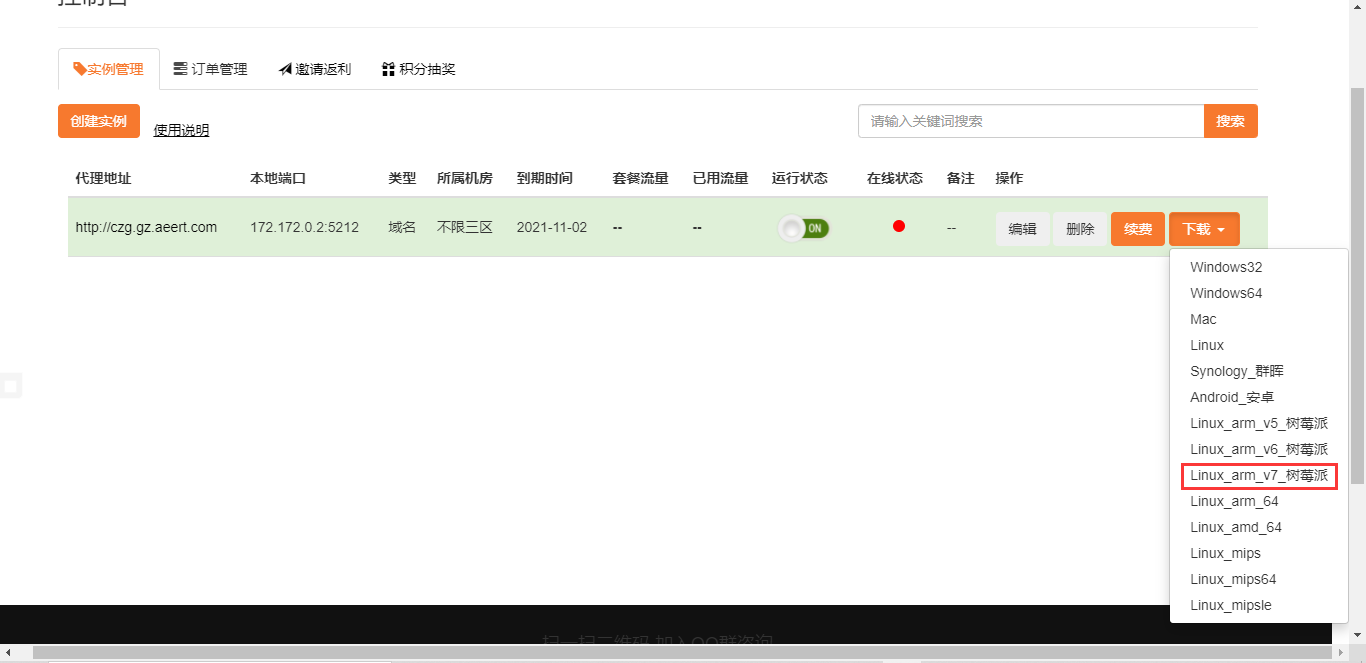 控制台
实例管理 订单管理 邀请返利 积分抽奖
创建实例 使用说明 请输入关键词搜索 搜索
代理地址 本地端口 类型 所属机房 到期时间 套餐流量 已用流量 运行状态 在线状态 备注 操作
http://czg.gz.aeert.com 172.172.0.2:5212 域名 不限三区 2021-11-02 -- -- ON -- 编辑 删除 续费 下载
Windows32
Windows64
Mac
Linux
Synology_群晖
Android_安卓
Linux_arm_v5_树莓派
Linux_arm_v6_树莓派
Linux_arm_v7_树莓派
Linux_arm_64
Linux_amd_64
Linux_mips
Linux_mips64
Linux_mipsle
扫一扫二维码 加入QQ群咨询